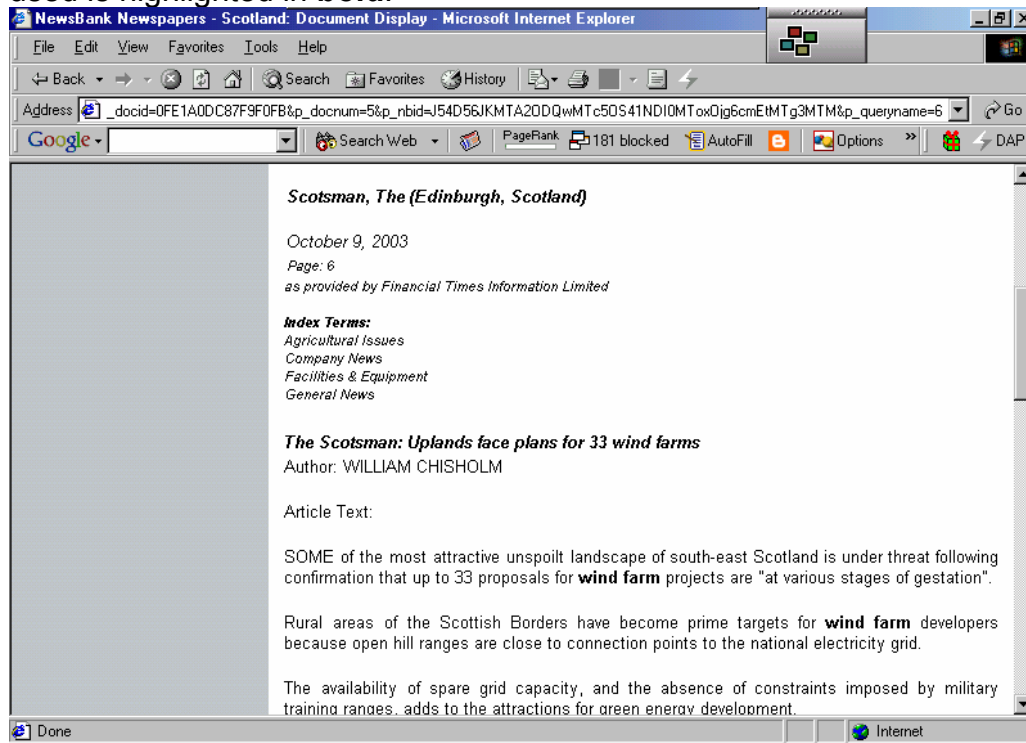 used is highlighted in bold.
NewsBank Newspapers - Scotland: Document Display - Microsoft Internet Explorer
File Edit View Favorites Tools Help
Back Search Favorites History
Address _docid=0FE1A0DC87F9F0FB&p_docnum=5&p_nbid=J54D56JKMTA2ODQwMTc5OS41NDI0MToxOjg6cmEtMTg3MTM&p_queryname=6 Go
Google Search Web PageRank 181 blocked AutoFill Options » DAP
Scotsman, The (Edinburgh, Scotland)
October 9, 2003
Page: 6
as provided by Financial Times Information Limited
Index Terms:
Agricultural Issues
Company News
Facilities & Equipment
General News
The Scotsman: Uplands face plans for 33 wind farms
Author: WILLIAM CHISHOLM
Article Text:
SOME of the most attractive unspoilt landscape of south-east Scotland is under threat following
confirmation that up to 33 proposals for wind farm projects are "at various stages of gestation".
Rural areas of the Scottish Borders have become prime targets for wind farm developers
because open hill ranges are close to connection points to the national electricity grid.
The availability of spare grid capacity, and the absence of constraints imposed by military
training ranges, adds to the attractions for green energy development.
Done Internet